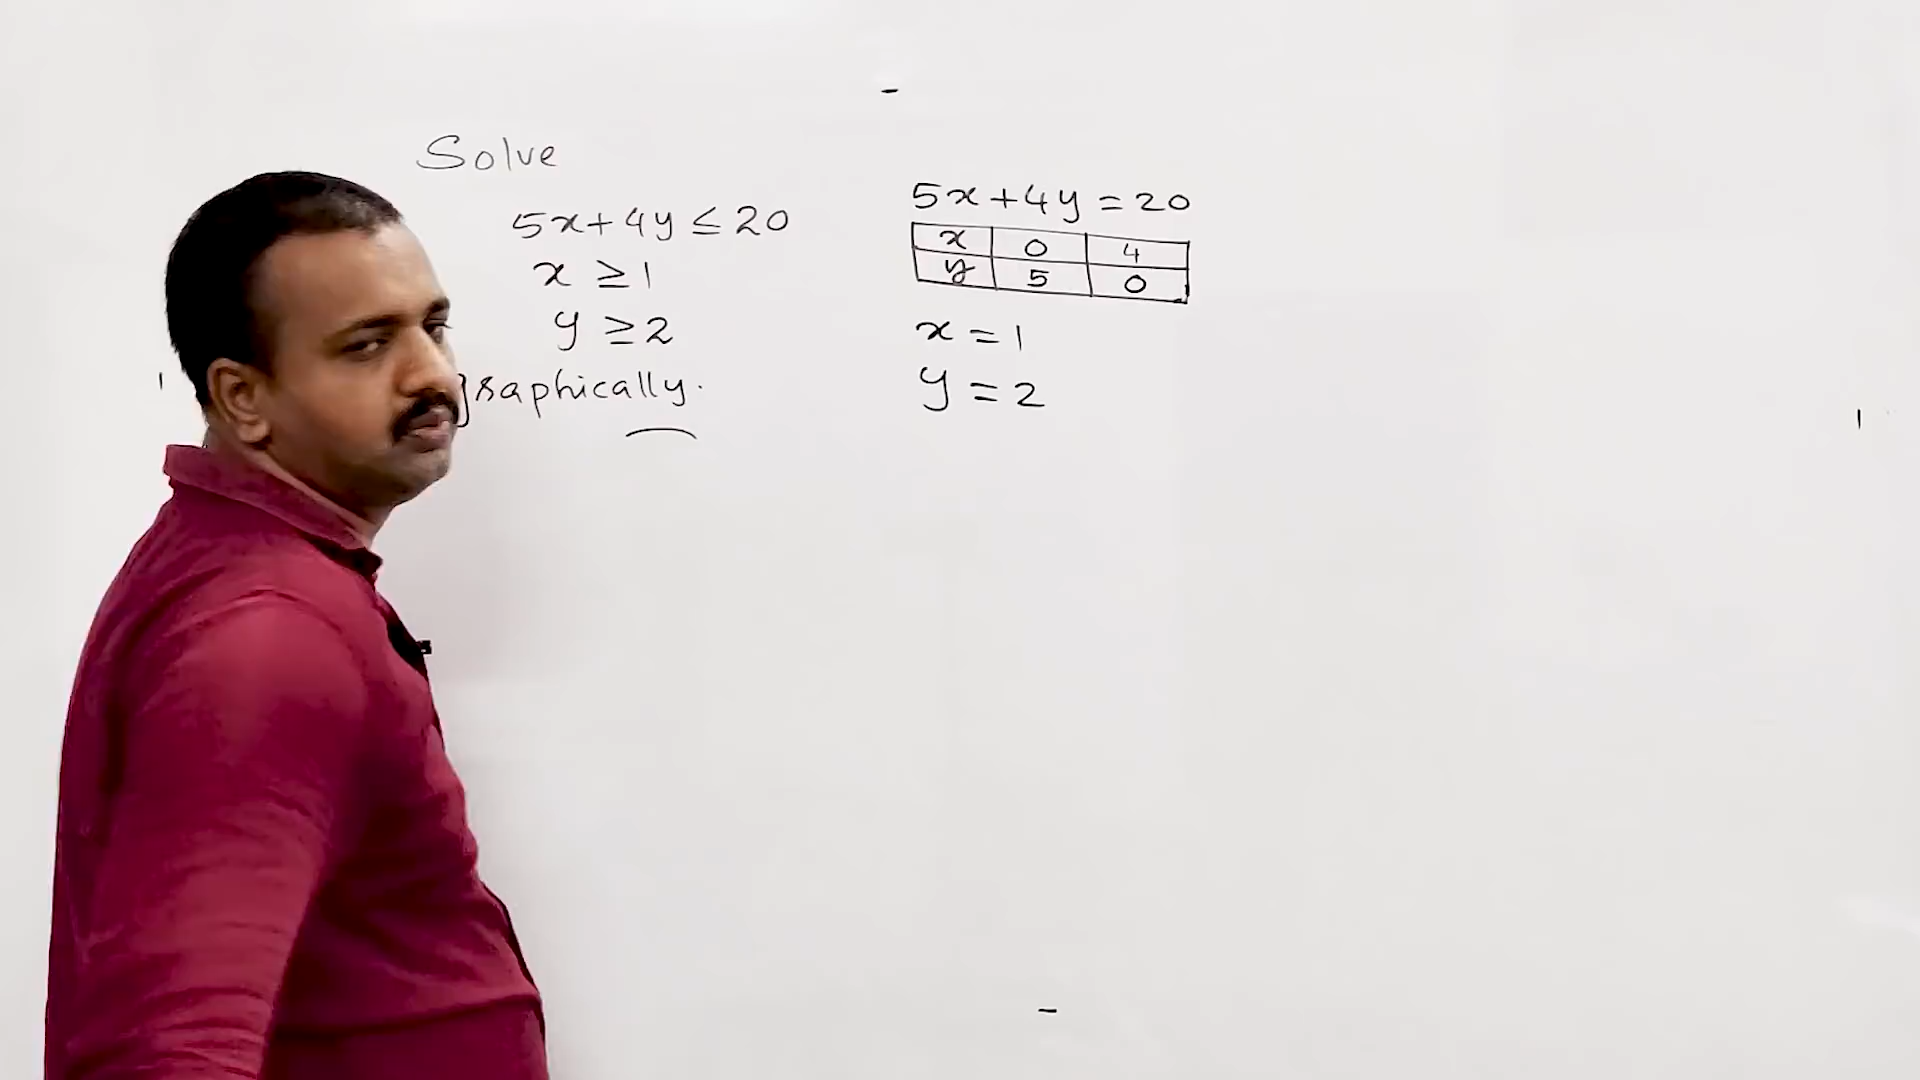 Solve
5x+4y ≤ 20
x ≥ 1
y ≥ 2
graphically.
5x+4y = 20
x 0 4
y 5 0
x = 1
y = 2